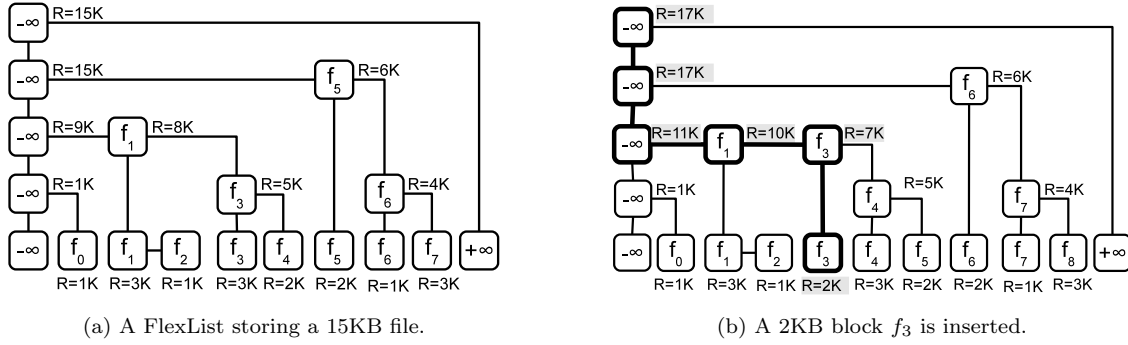 -∞ R=15K
-∞ R=15K f5 R=6K
-∞ R=9K f1 R=8K
-∞ R=1K f3 R=5K f6 R=4K
-∞ f0 f1 f2 f3 f4 f5 f6 f7 +∞
R=1K R=3K R=1K R=3K R=2K R=2K R=1K R=3K
(a) A FlexList storing a 15KB file.
-∞ R=17K
-∞ R=17K f6 R=6K
-∞ R=11K f1 R=10K f3 R=7K
-∞ R=1K f4 R=5K f7 R=4K
-∞ f0 f1 f2 f3 f4 f5 f6 f7 f8 +∞
R=1K R=3K R=1K R=2K R=3K R=2K R=2K R=1K R=3K
(b) A 2KB block f3 is inserted.